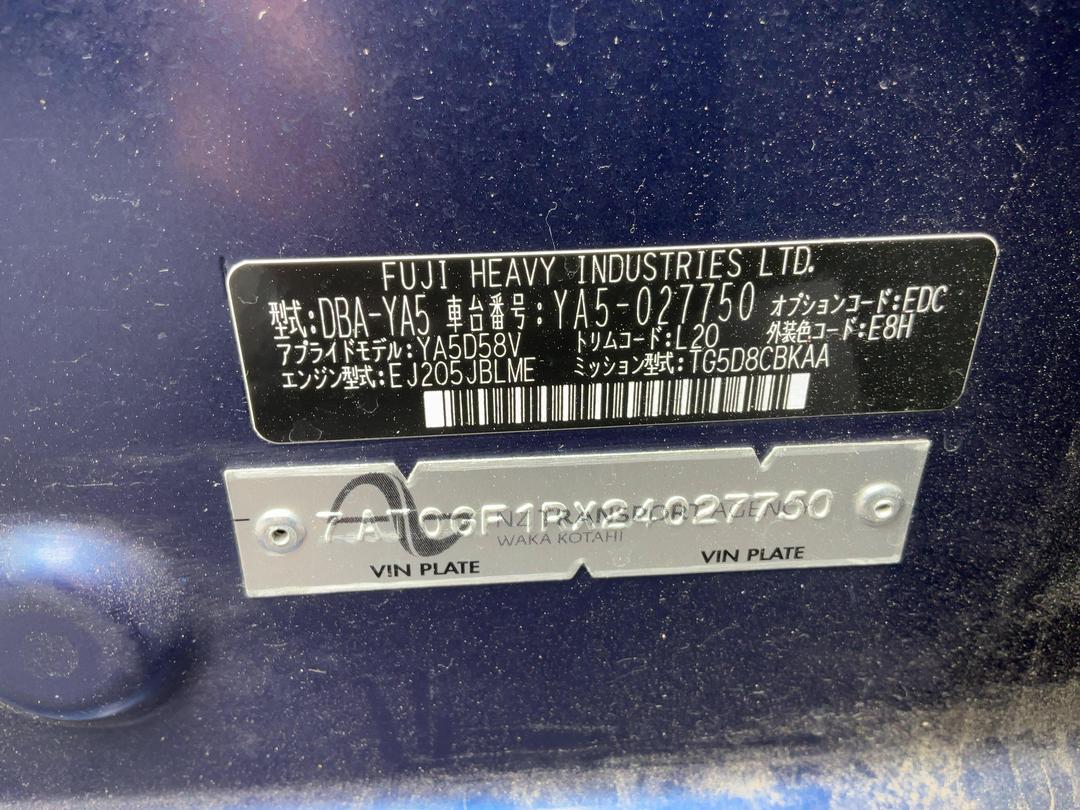 FUJI HEAVY INDUSTRIES LTD.
型式:DBA-YA5 車台番号:YA5-027750 オプションコード:EDC
アプライドモデル:YA5D58V トリムコード:L20 外装色コード:E8H
エンジン型式:EJ205JBLME ミッション型式:TG5D8CBKAA
7AT0GF1DX24027750
NZ TRANSPORT AGENCY
WAKA KOTAHI
VIN PLATE VIN PLATE